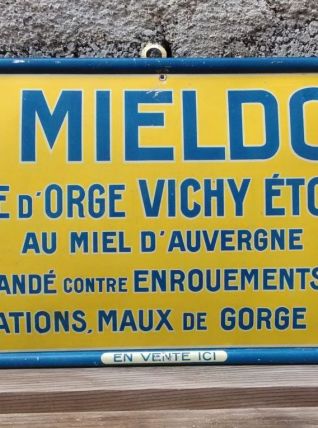 MIELDO
E D'ORGE VICHY ÉTO
AU MIEL D'AUVERGNE
ANDÉ CONTRE ENROUEMENTS
ATIONS, MAUX DE GORGE
EN VENTE ICI